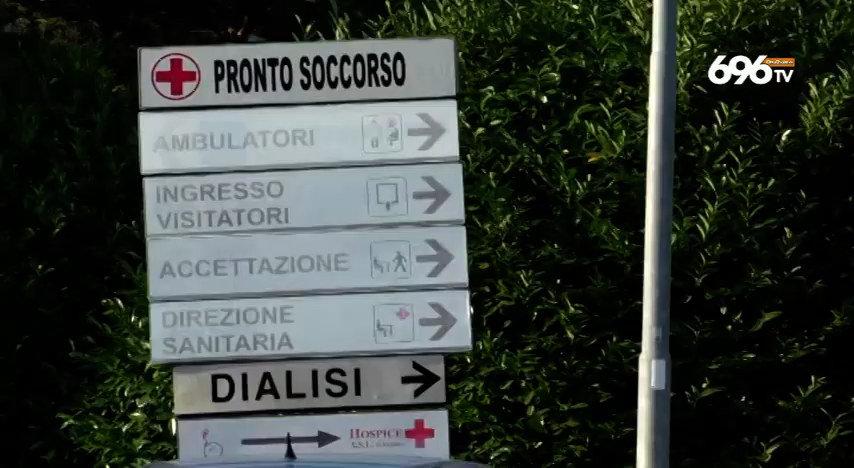 PRONTO SOCCORSO
696
TV
AMBULATORI
INGRESSO
VISITATORI
ACCETTAZIONE
DIREZIONE
SANITARIA
DIALISI
HOSPICE